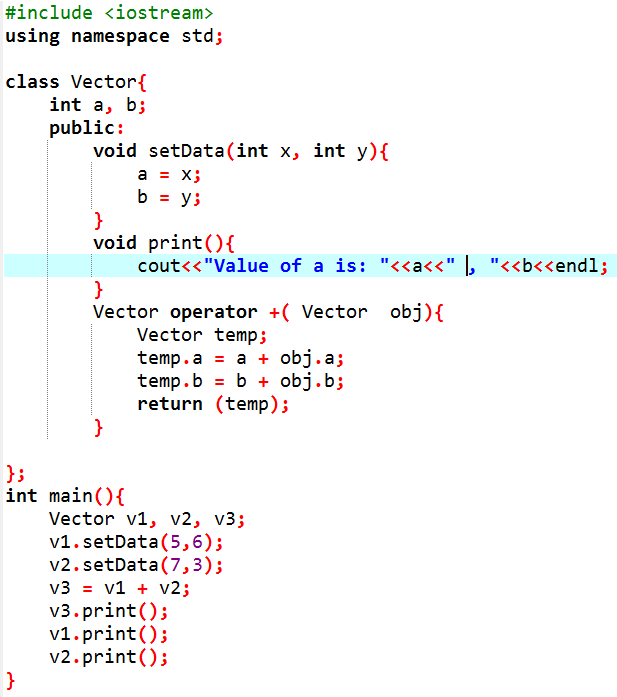 #include <iostream>
using namespace std;

class Vector{
    int a, b;
    public:
        void setData(int x, int y){
            a = x;
            b = y;
        }
        void print(){
            cout<<"Value of a is: "<<a<<" , "<<b<<endl;
        }
        Vector operator +( Vector  obj){
            Vector temp;
            temp.a = a + obj.a;
            temp.b = b + obj.b;
            return (temp);
        }

};
int main(){
    Vector v1, v2, v3;
    v1.setData(5,6);
    v2.setData(7,3);
    v3 = v1 + v2;
    v3.print();
    v1.print();
    v2.print();
}